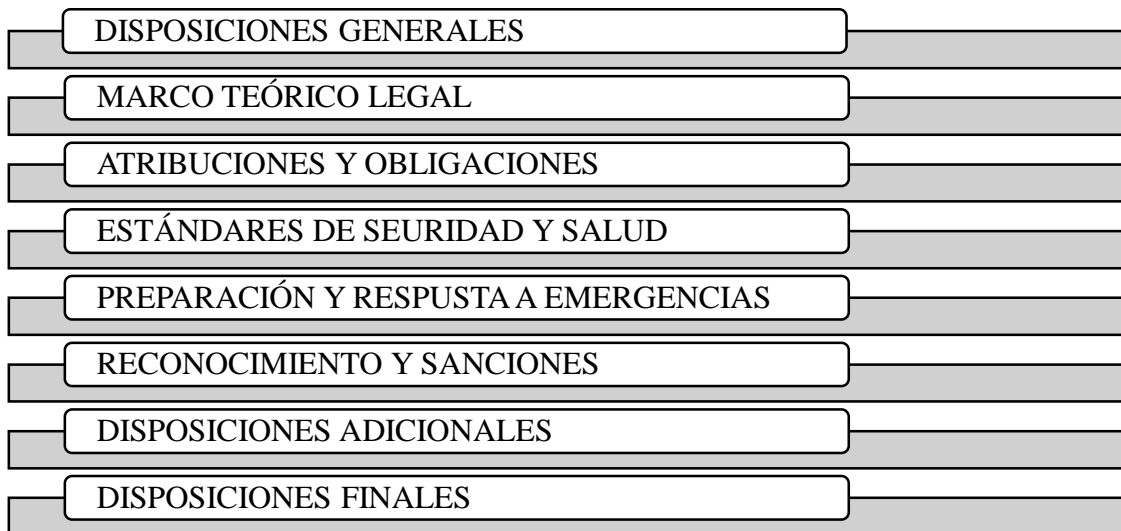 DISPOSICIONES GENERALES
MARCO TEÓRICO LEGAL
ATRIBUCIONES Y OBLIGACIONES
ESTÁNDARES DE SEURIDAD Y SALUD
PREPARACIÓN Y RESPUSTA A EMERGENCIAS
RECONOCIMIENTO Y SANCIONES
DISPOSICIONES ADICIONALES
DISPOSICIONES FINALES